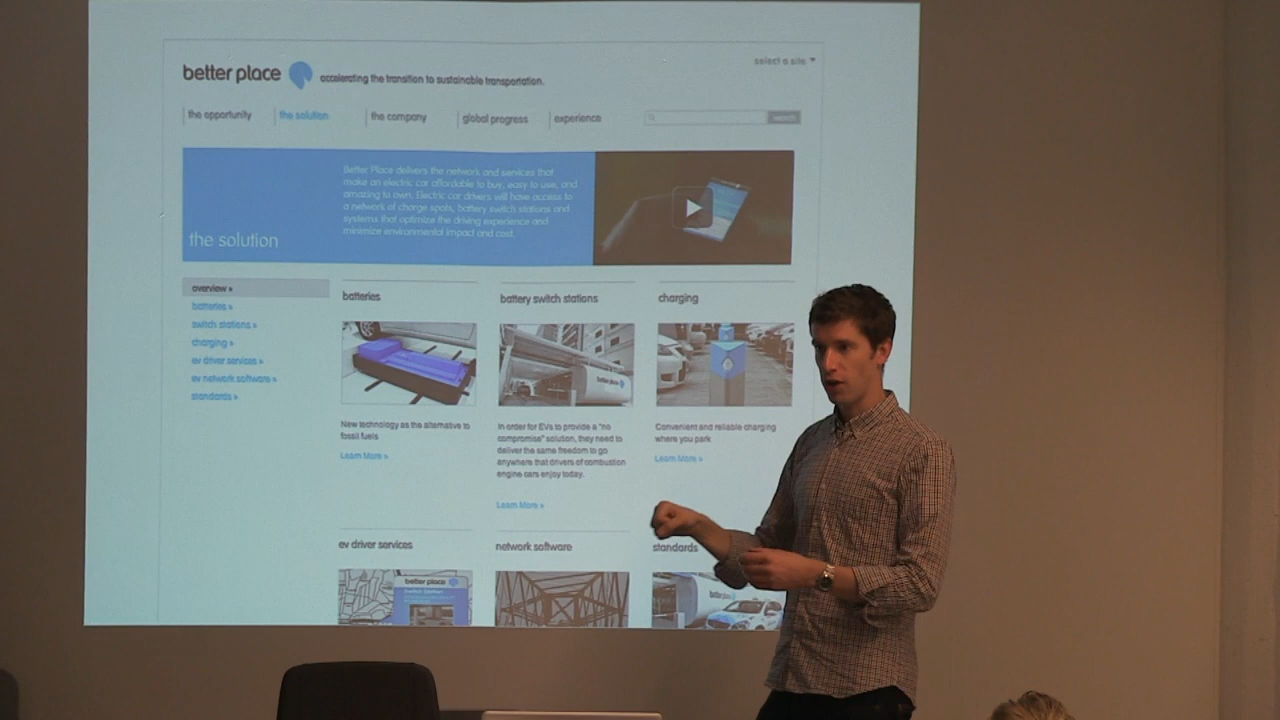 better place
accelerating the transition to sustainable transportation.
select a site
the opportunity
the solution
the company
global progress
experience
search
the solution
Better Place delivers the network and services that
make an electric car affordable to buy, easy to use, and
amazing to own. Electric car drivers will have access to
a network of charge spots, battery switch stations and
systems that optimize the driving experience and
minimize environmental impact and cost.
overview »
batteries »
switch stations »
charging »
ev driver services »
ev network software »
standards »
batteries
New technology as the alternative to
fossil fuels
Learn More »
battery switch stations
better place
In order for EVs to provide a "no
compromise" solution, they need to
deliver the same freedom to go
anywhere that drivers of combustion
engine cars enjoy today.
Learn More »
charging
Convenient and reliable charging
where you park
Learn More »
ev driver services
better place
Switch Station
network software
standards
better place